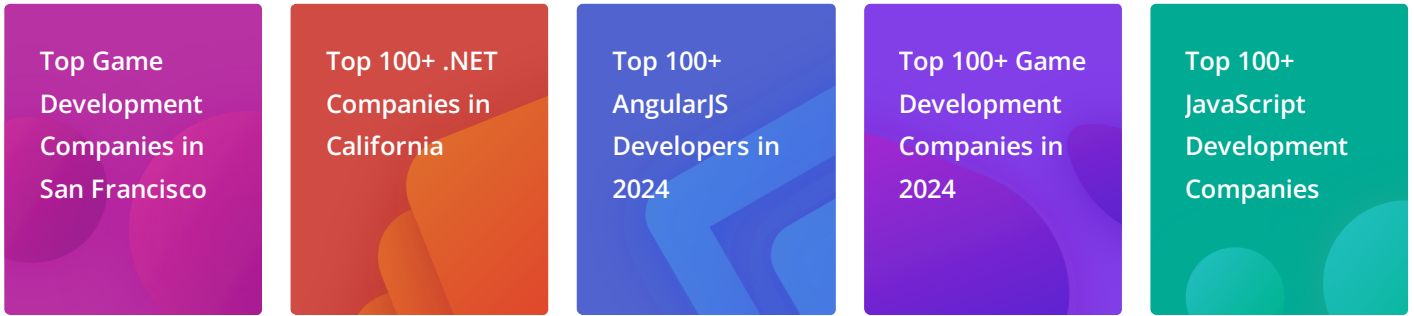 Top Game
Development
Companies in
San Francisco
Top 100+ .NET
Companies in
California
Top 100+
AngularJS
Developers in
2024
Top 100+ Game
Development
Companies in
2024
Top 100+
JavaScript
Development
Companies